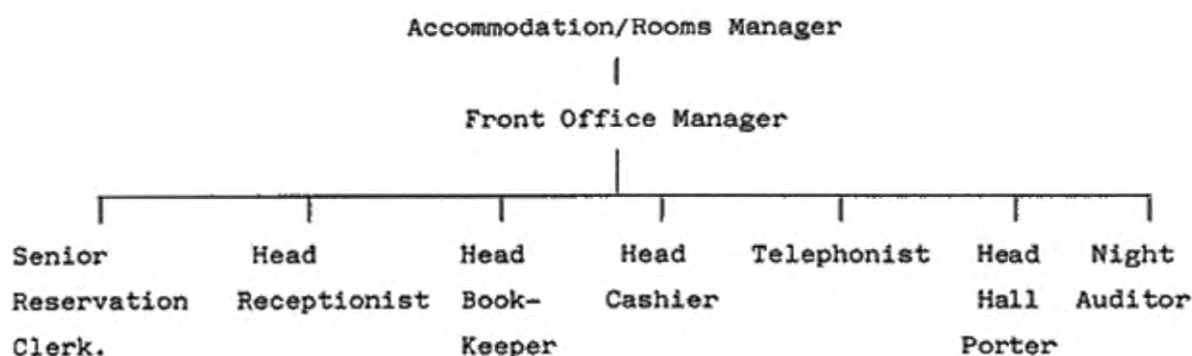 Accommodation/Rooms Manager
Front Office Manager
Senior Head Head Head Telephonist Head Night
Reservation Receptionist Book- Cashier Hall Auditor
Clerk. Keeper Porter